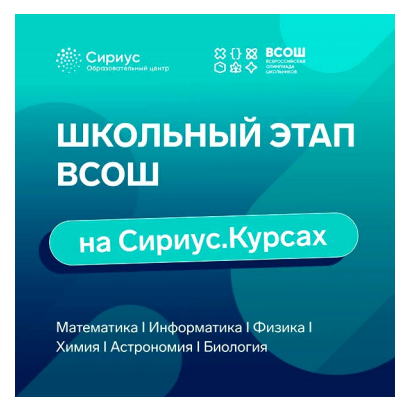 Сириус
Образовательный центр
ВСОШ
ВСЕРОССИЙСКАЯ
ОЛИМПИАДА
ШКОЛЬНИКОВ
ШКОЛЬНЫЙ ЭТАП
ВСОШ
на Сириус.Курсах
Математика | Информатика | Физика |
Химия | Астрономия | Биология